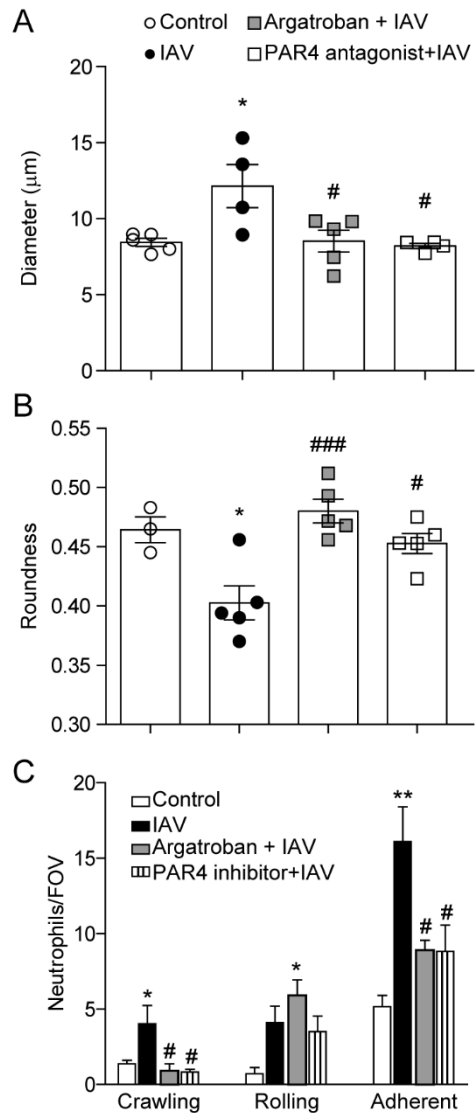 A
Control Argatroban + IAV
IAV PAR4 antagonist+IAV
20
15
10
5
0
Diameter (μm)
*
#
#
B
0.55
0.50
0.45
0.40
0.35
0.30
Roundness
*
###
#
C
20
15
10
5
0
Neutrophils/FOV
Control
IAV
Argatroban + IAV
PAR4 inhibitor+IAV
* # #
*
** # #
Crawling Rolling Adherent